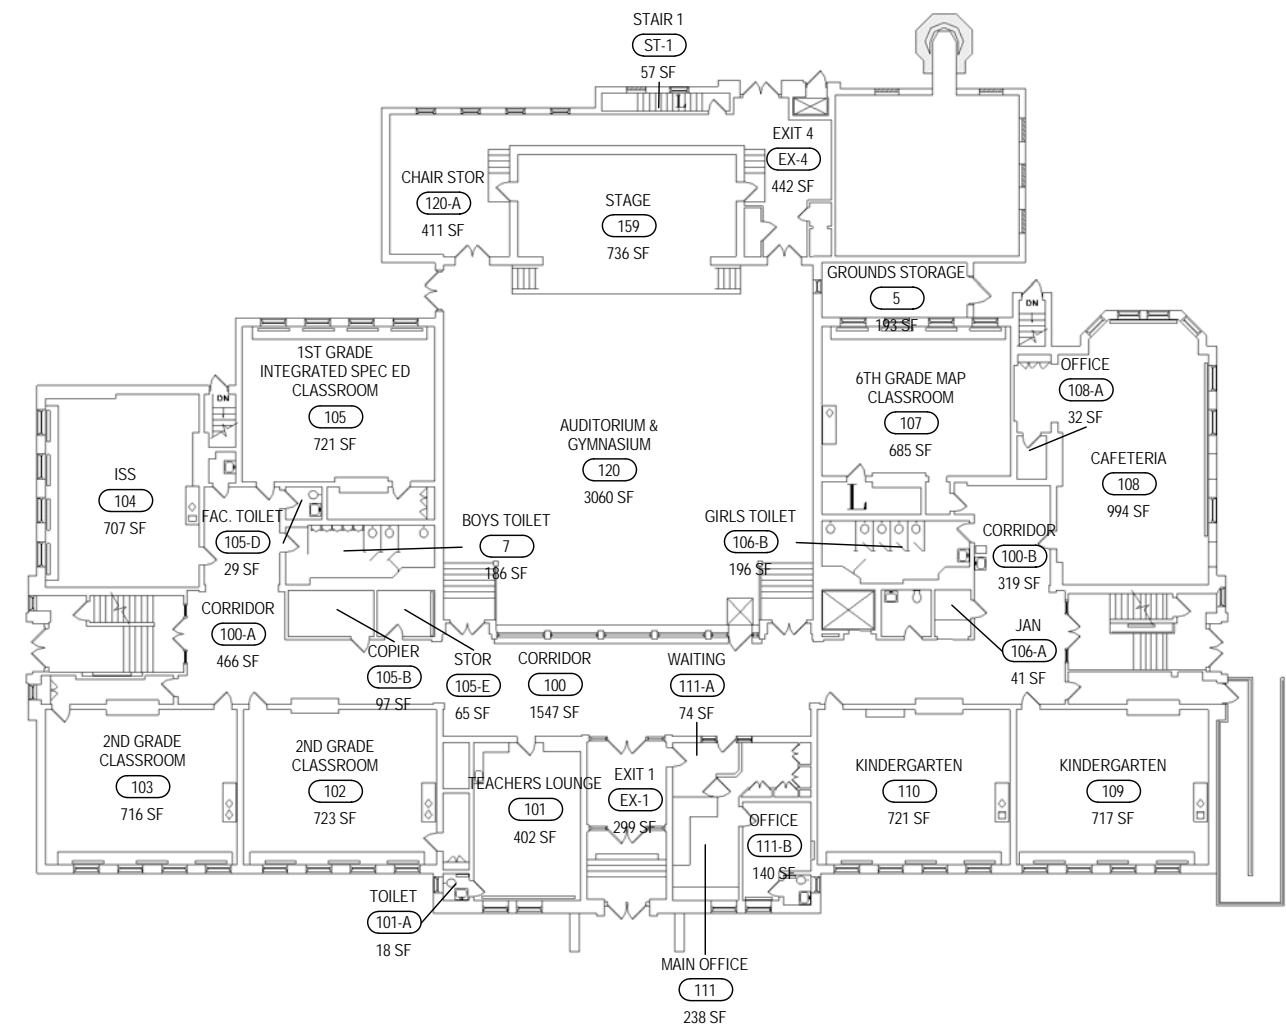 STAIR 1
ST-1
57 SF
L
EXIT 4
EX-4
442 SF
CHAIR STOR
120-A
411 SF
STAGE
159
736 SF
GROUNDS STORAGE
5
193 SF
DN
1ST GRADE
INTEGRATED SPEC ED
CLASSROOM
105
721 SF
6TH GRADE MAP
CLASSROOM
107
685 SF
OFFICE
108-A
32 SF
DN
AUDITORIUM &
GYMNASIUM
120
3060 SF
ISS
104
707 SF
CAFETERIA
108
994 SF
L
FAC. TOILET
105-D
29 SF
BOYS TOILET
7
186 SF
GIRLS TOILET
106-B
196 SF
CORRIDOR
100-B
319 SF
CORRIDOR
100-A
466 SF
COPIER
105-B
97 SF
STOR
105-E
65 SF
CORRIDOR
100
1547 SF
WAITING
111-A
74 SF
JAN
106-A
41 SF
2ND GRADE
CLASSROOM
103
716 SF
2ND GRADE
CLASSROOM
102
723 SF
TEACHERS LOUNGE
101
402 SF
EXIT 1
EX-1
299 SF
OFFICE
111-B
140 SF
KINDERGARTEN
110
721 SF
KINDERGARTEN
109
717 SF
TOILET
101-A
18 SF
MAIN OFFICE
111
238 SF